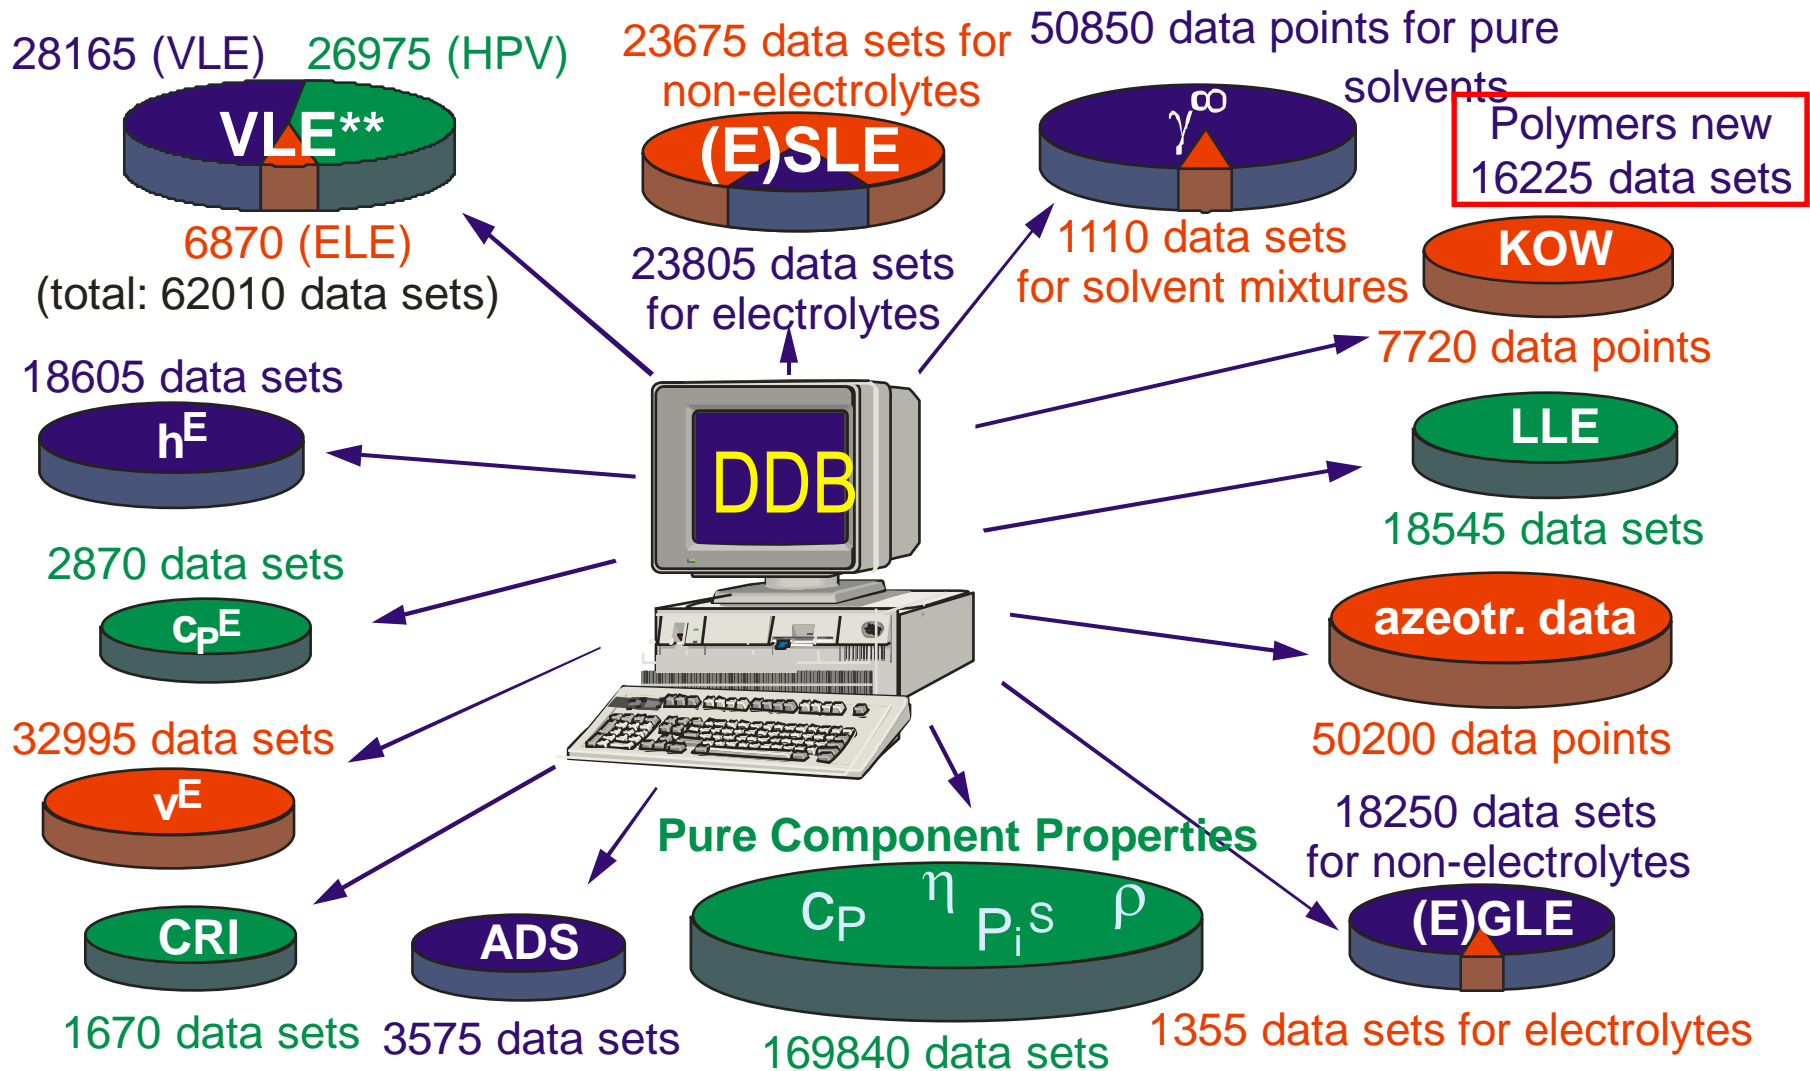 28165 (VLE) 26975 (HPV)
VLE**
6870 (ELE)
(total: 62010 data sets)
23675 data sets for
non-electrolytes
(E)SLE
23805 data sets
for electrolytes
50850 data points for pure
solvents
γ∞
1110 data sets
for solvent mixtures
Polymers new
16225 data sets
KOW
7720 data points
18605 data sets
hE
DDB
LLE
18545 data sets
2870 data sets
cPE
azeotr. data
50200 data points
32995 data sets
vE
Pure Component Properties
cP η PiS ρ
169840 data sets
18250 data sets
for non-electrolytes
(E)GLE
1355 data sets for electrolytes
CRI
1670 data sets
ADS
3575 data sets